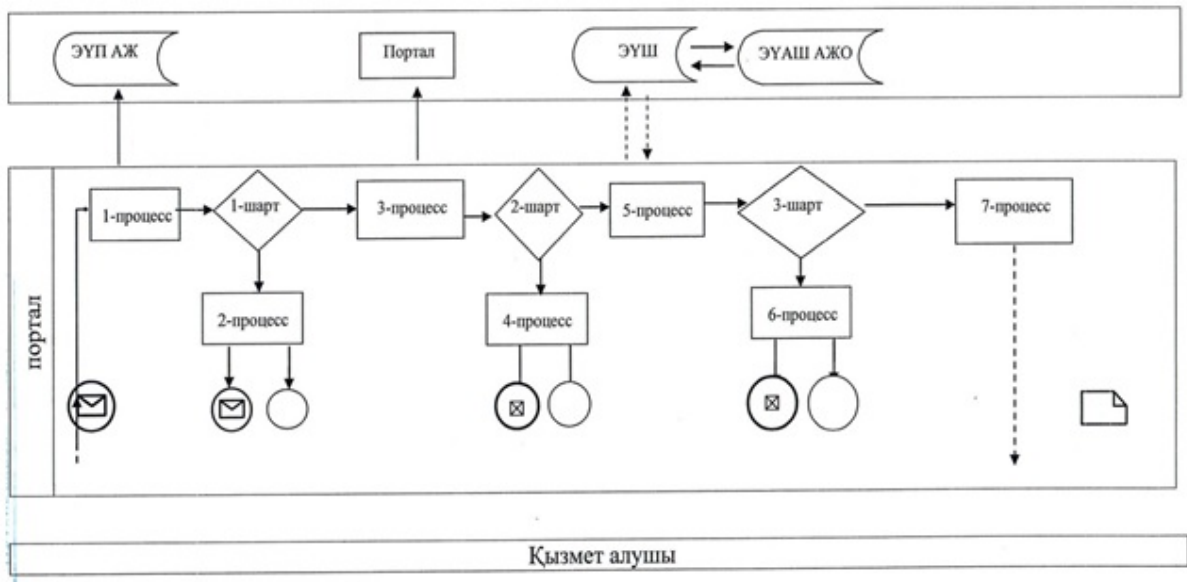 ЭҮП АЖ
Портал
ЭҮШ
ЭҮАШ АЖО
портал
1-процесс
1-шарт
3-процесс
2-шарт
5-процесс
3-шарт
7-процесс
2-процесс
4-процесс
6-процесс
Қызмет алушы